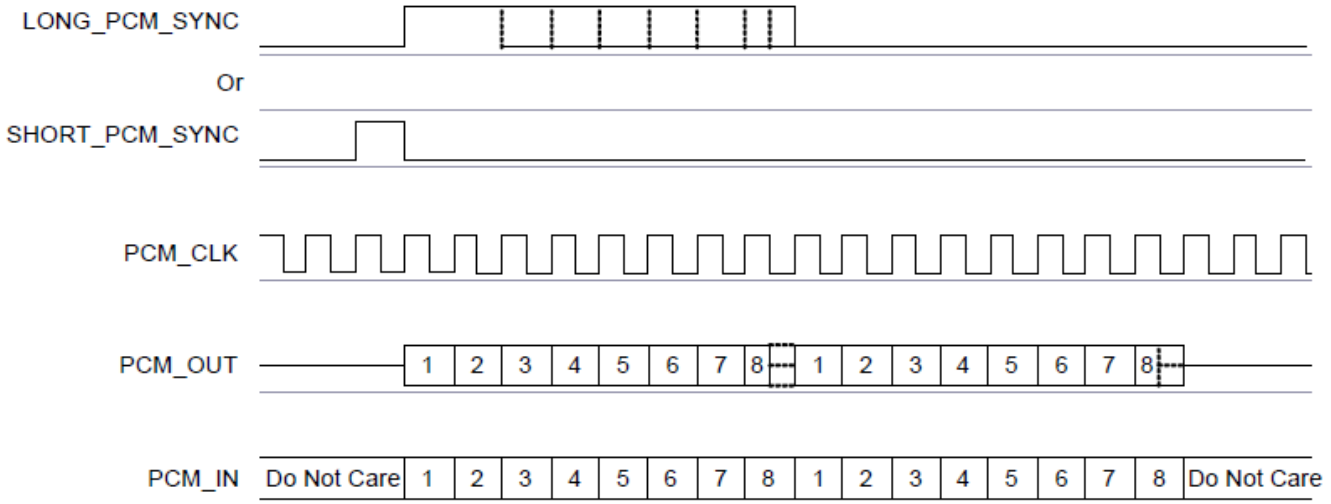 LONG_PCM_SYNC
Or
SHORT_PCM_SYNC
PCM_CLK
PCM_OUT 1 2 3 4 5 6 7 8 1 2 3 4 5 6 7 8
PCM_IN Do Not Care 1 2 3 4 5 6 7 8 1 2 3 4 5 6 7 8 Do Not Care